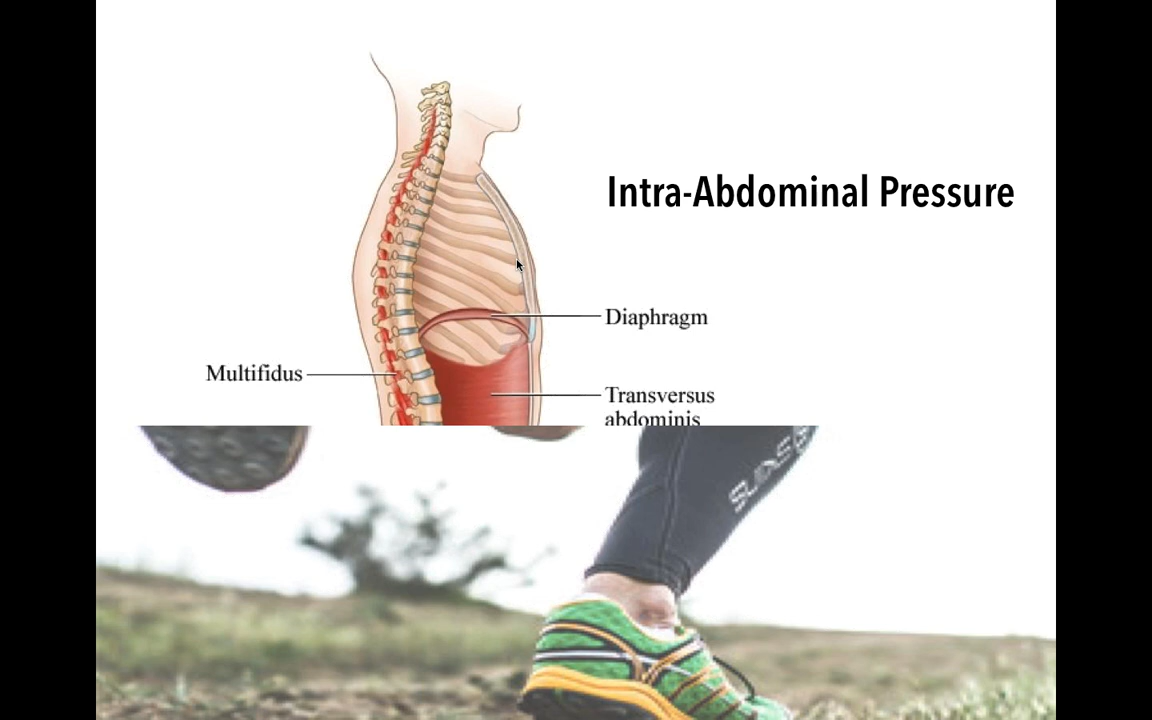 Intra-Abdominal Pressure
Diaphragm
Multifidus
Transversus
abdominis